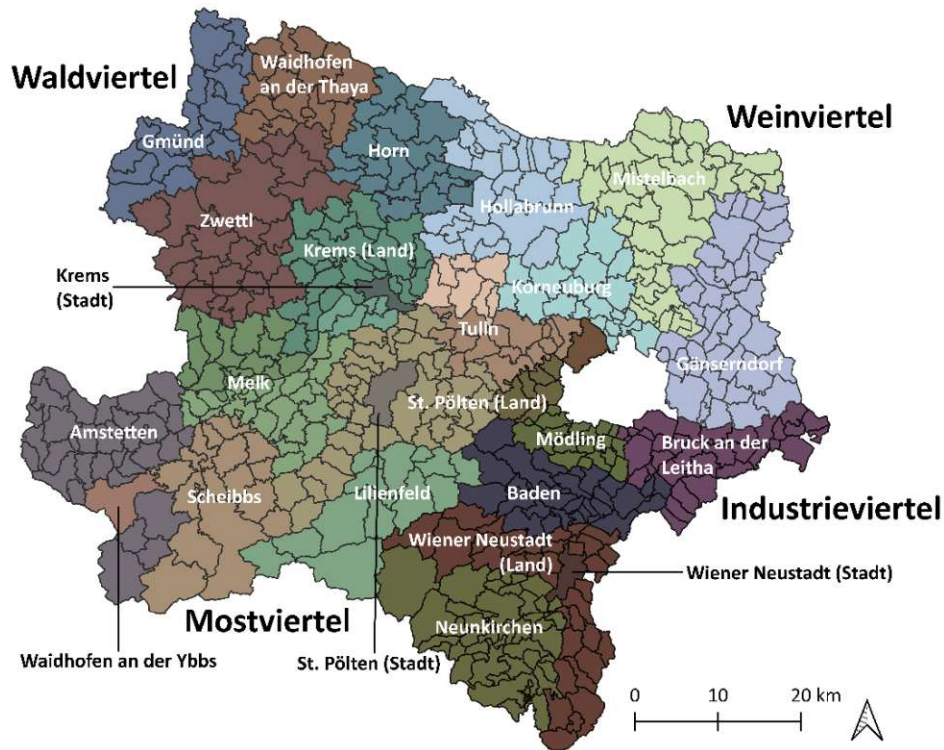 Waldviertel
Waidhofen
an der Thaya
Weinviertel
Gmünd
Horn
Mistelbach
Zwettl
Hollabrunn
Krems (Land)
Krems
(Stadt)
Korneuburg
Tulln
Gänserndorf
Melk
St. Pölten (Land)
Amstetten
Mödling
Bruck an der
Leitha
Scheibbs
Lilienfeld
Baden
Industrieviertel
Wiener Neustadt
(Land)
Wiener Neustadt (Stadt)
Mostviertel
Neunkirchen
Waidhofen an der Ybbs
St. Pölten (Stadt)
0 10 20 km